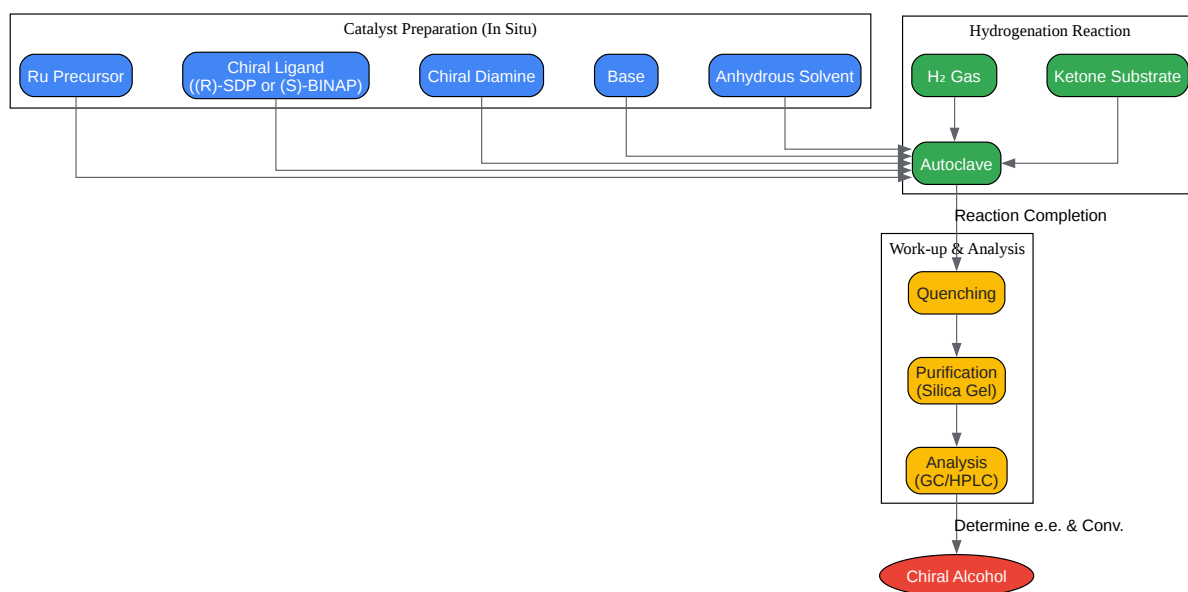 Catalyst Preparation (In Situ)
Hydrogenation Reaction
Ru Precursor
Chiral Ligand
((R)-SDP or (S)-BINAP)
Chiral Diamine
Base
Anhydrous Solvent
H₂ Gas
Ketone Substrate
Autoclave
Reaction Completion
Work-up & Analysis
Quenching
Purification
(Silica Gel)
Analysis
(GC/HPLC)
Determine e.e. & Conv.
Chiral Alcohol